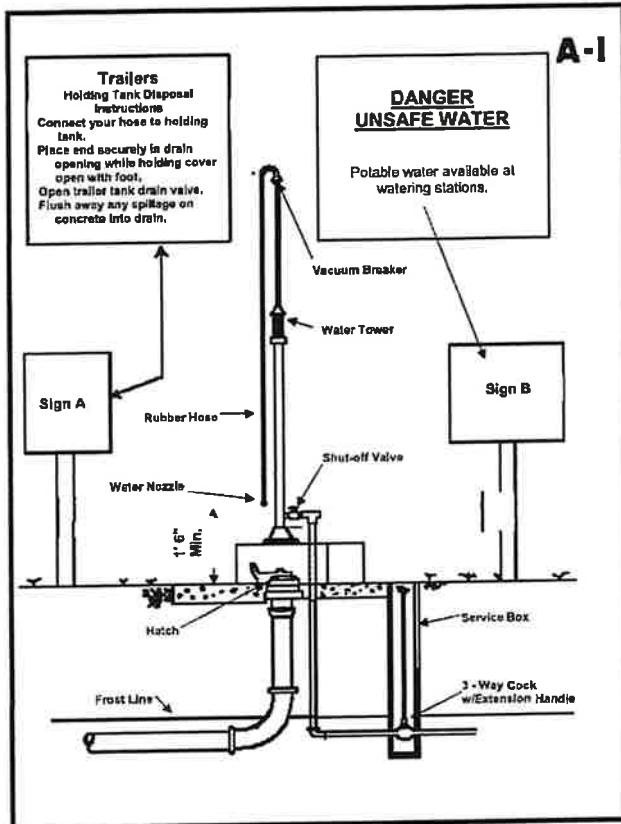 A-1
Trailers
Holding Tank Disposal
Instructions
Connect your hose to holding
tank.
Place end securely in drain
opening while holding cover
open with foot.
Open trailer tank drain valve.
Flush away any spillage on
concrete into drain.
DANGER
UNSAFE WATER
Potable water available at
watering stations.
Vacuum Breaker
Water Tower
Sign A
Sign B
Rubber Hose
Shut-off Valve
Water Nozzle
1' 6"
Min.
Hatch
Service Box
Frost Line
3 - Way Cock
w/Extension Handle